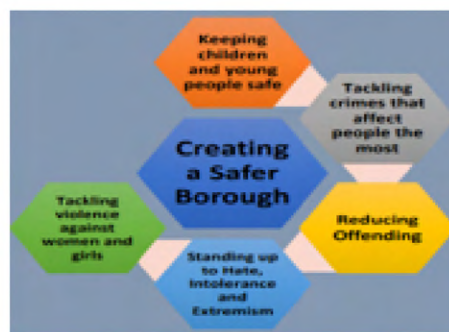 Keeping
children
and young
people safe
Tackling
crimes that
affect
people the
most
Creating
a Safer
Borough
Reducing
Offending
Standing up
to Hate,
Intolerance
and
Extremism
Tackling
violence
against
women and
girls